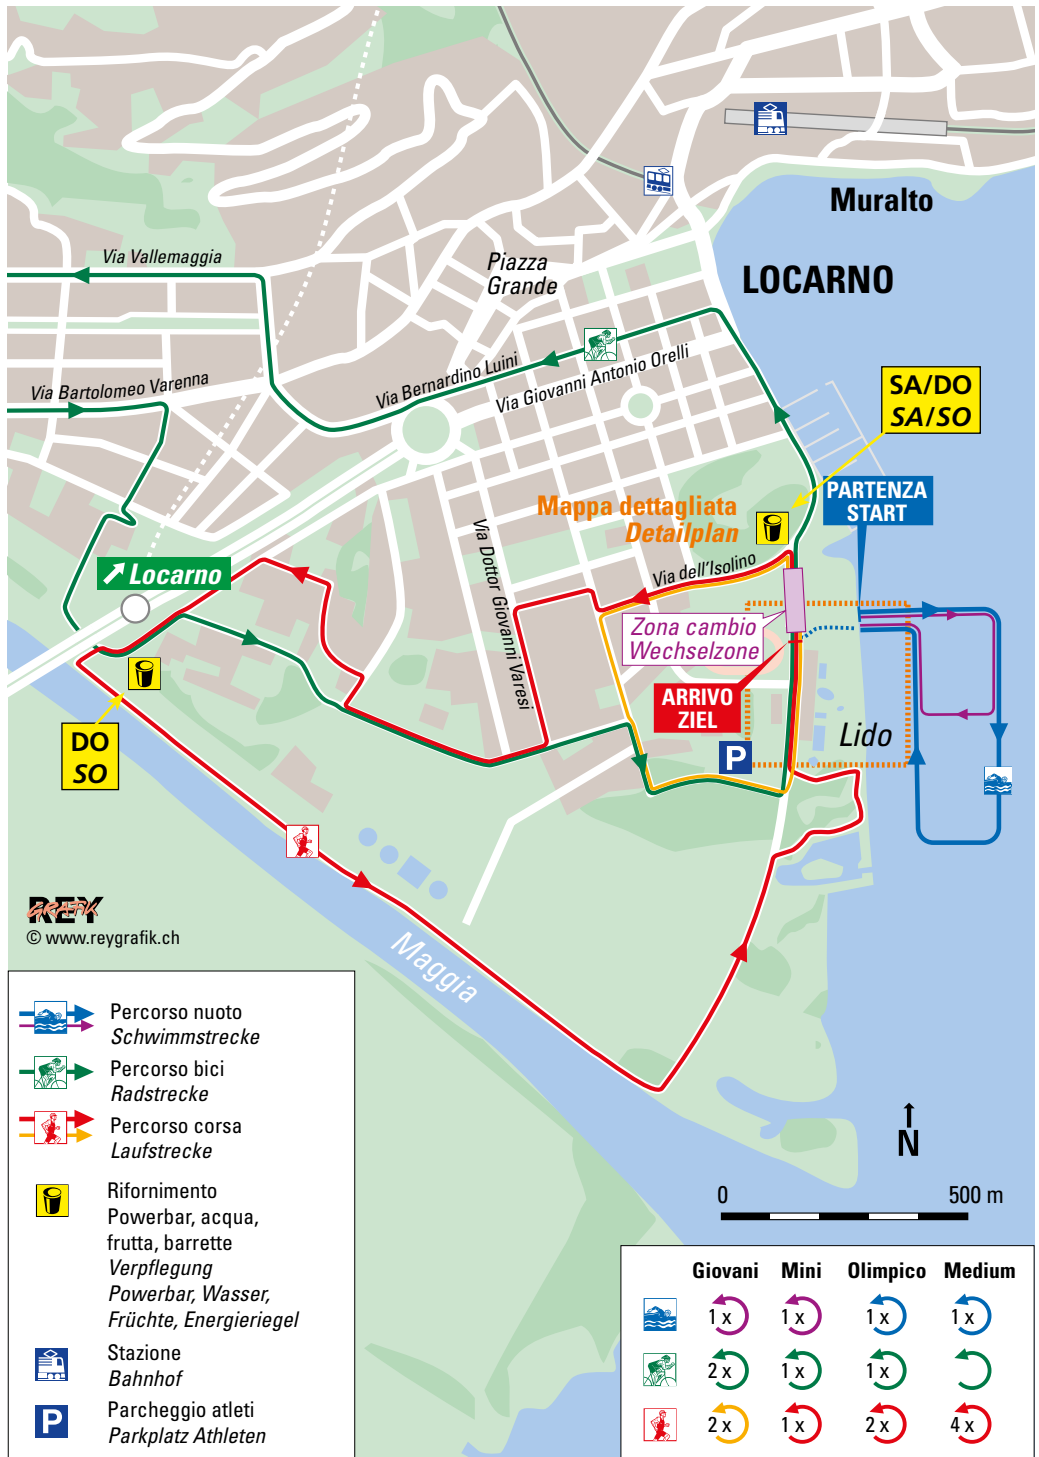 Muralto
LOCARNO
Piazza
Grande
Via Vallemaggia
Via Bernardino Luini
Via Giovanni Antonio Orelli
Via Bartolomeo Varenna
SA/DO
SA/SO
PARTENZA
START
Mappa dettagliata
Detailplan
Via dell'Isolino
Via Dottor Giovanni Varesi
Locarno
Zona cambio
Wechselzone
ARRIVO
ZIEL
Lido
P
DO
SO
Maggia
REY
GRAFIK
© www.reygrafik.ch
N
0 500 m
Percorso nuoto
Schwimmstrecke
Percorso bici
Radstrecke
Percorso corsa
Laufstrecke
Rifornimento
Powerbar, acqua,
frutta, barrette
Verpflegung
Powerbar, Wasser,
Früchte, Energieriegel
Stazione
Bahnhof
P
Parcheggio atleti
Parkplatz Athleten
Giovani Mini Olimpico Medium
1 x 1 x 1 x 1 x
2 x 1 x 1 x
2 x 1 x 2 x 4 x